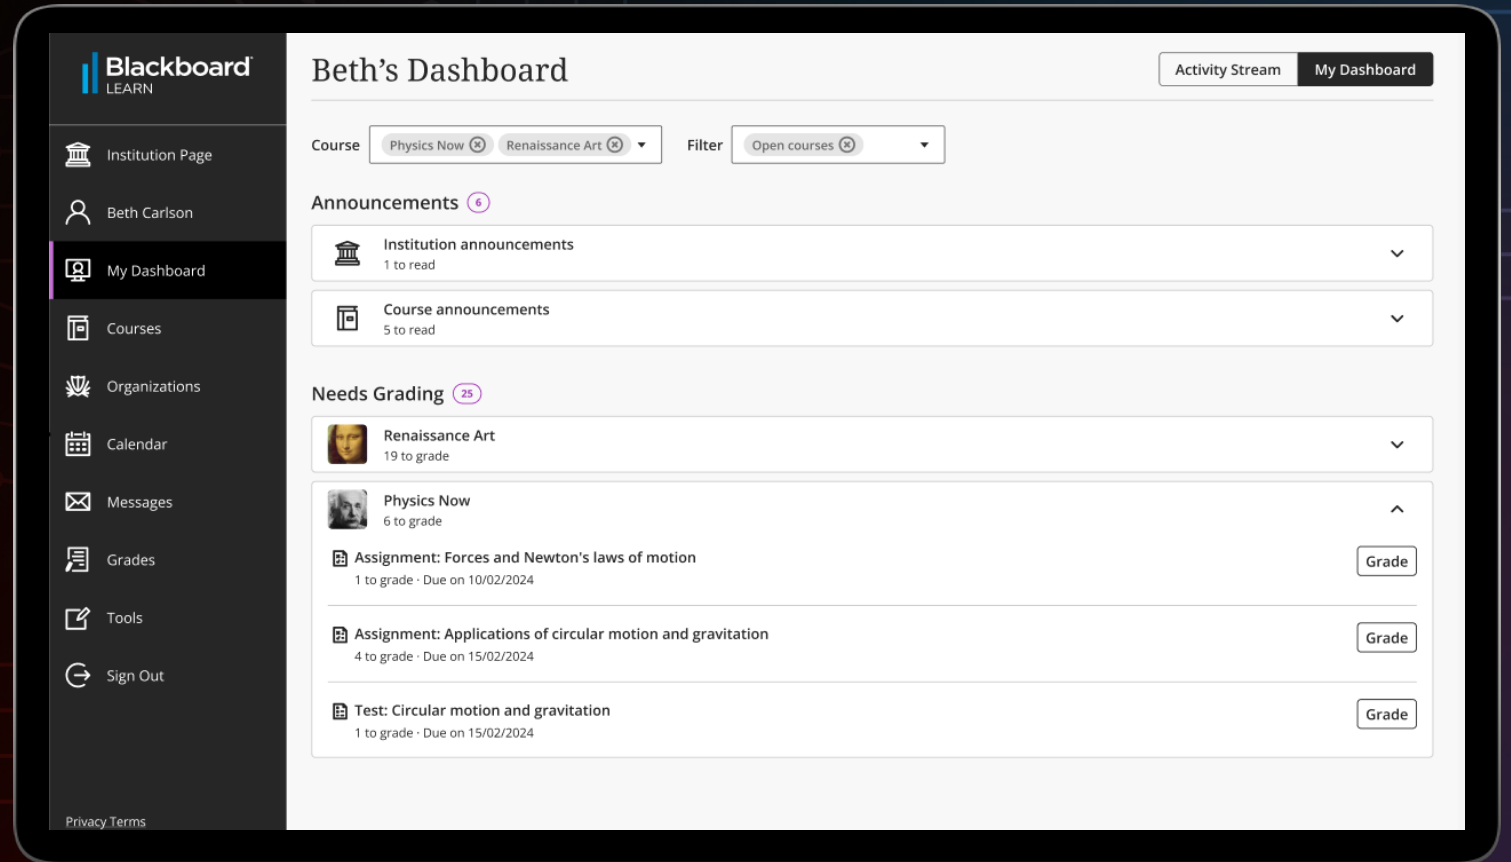 Blackboard
LEARN
Institution Page
Beth Carlson
My Dashboard
Courses
Organizations
Calendar
Messages
Grades
Tools
Sign Out
Privacy Terms
Beth’s Dashboard
Activity Stream
My Dashboard
Course
Physics Now
Renaissance Art
Filter
Open courses
Announcements 6
Institution announcements
1 to read
Course announcements
5 to read
Needs Grading 25
Renaissance Art
19 to grade
Physics Now
6 to grade
Assignment: Forces and Newton's laws of motion
1 to grade · Due on 10/02/2024
Grade
Assignment: Applications of circular motion and gravitation
4 to grade · Due on 15/02/2024
Grade
Test: Circular motion and gravitation
1 to grade · Due on 15/02/2024
Grade